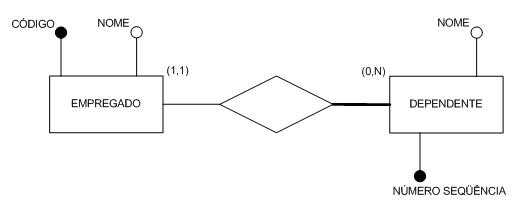 CÓDIGO
NOME
NOME
(1,1)
(0,N)
EMPREGADO
DEPENDENTE
NÚMERO SEQÜÊNCIA